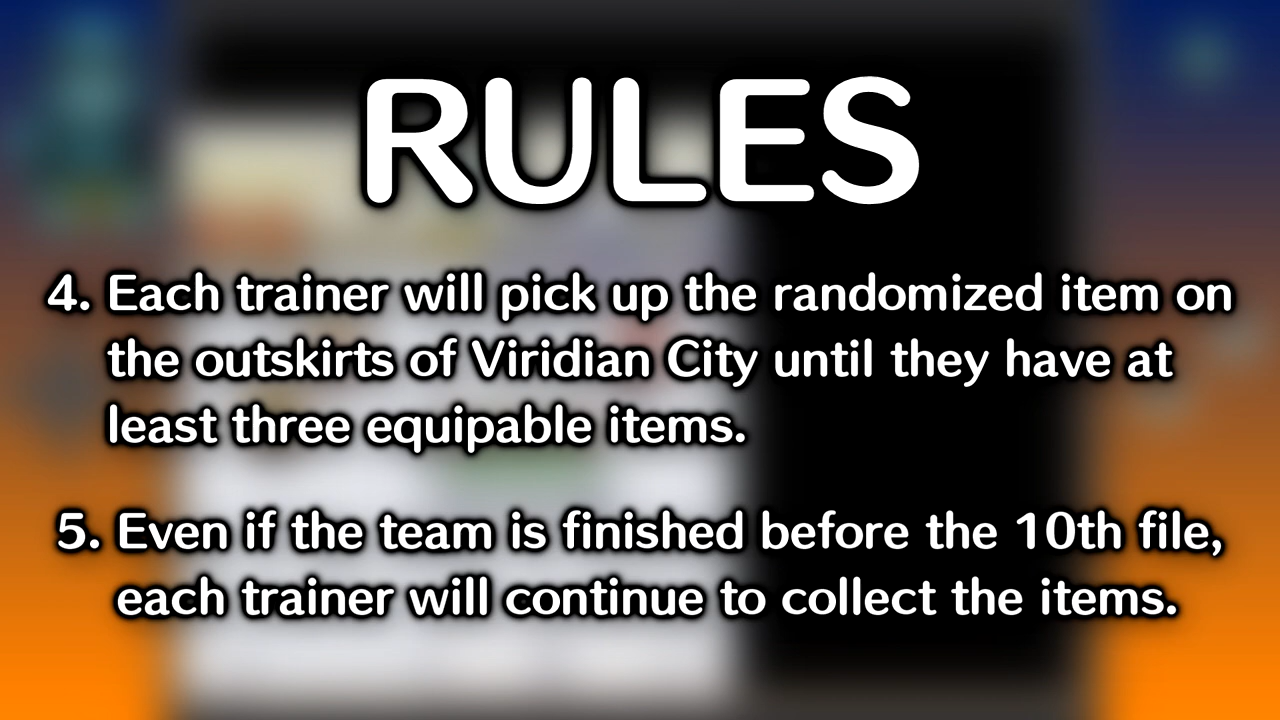 RULES
4. Each trainer will pick up the randomized item on
the outskirts of Viridian City until they have at
least three equipable items.
5. Even if the team is finished before the 10th file,
each trainer will continue to collect the items.